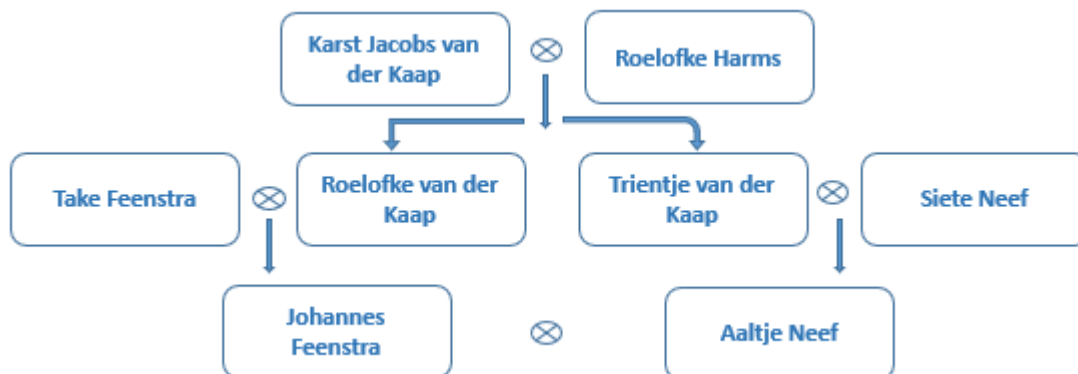 Karst Jacobs van
der Kaap
Roelofke Harms
Take Feenstra
Roelofke van der
Kaap
Trientje van der
Kaap
Siete Neef
Johannes
Feenstra
Aaltje Neef